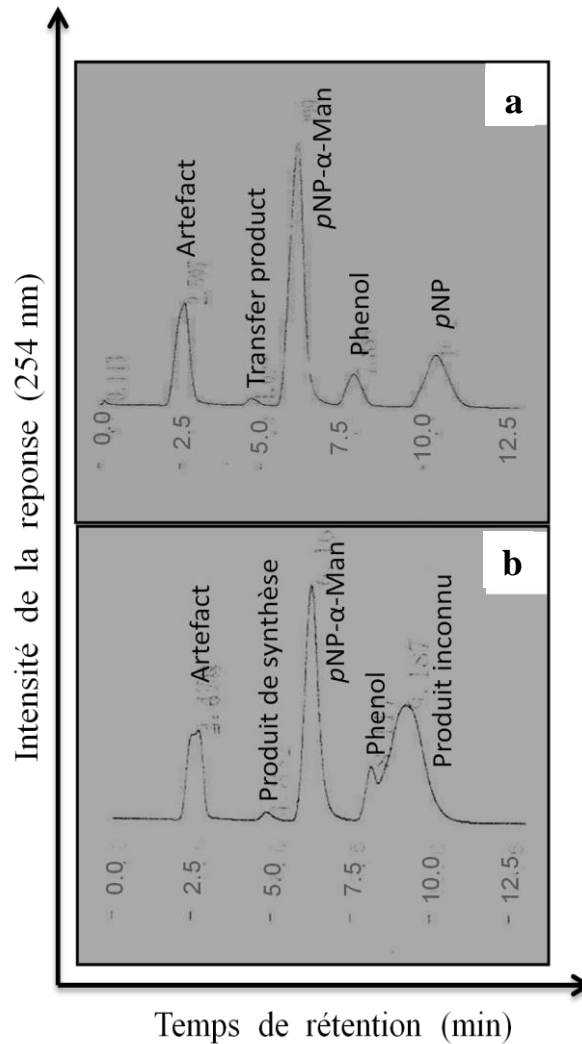 Intensité de la reponse (254 nm)
a
Artefact
Transfer product
pNP-α-Man
Phenol
pNP
0.0
2.5
5.0
7.5
10.0
12.5
b
Artefact
Produit de synthèse
pNP-α-Man
Phenol
Produit inconnu
0.0
2.5
5.0
7.5
10.0
12.5
Temps de rétention (min)